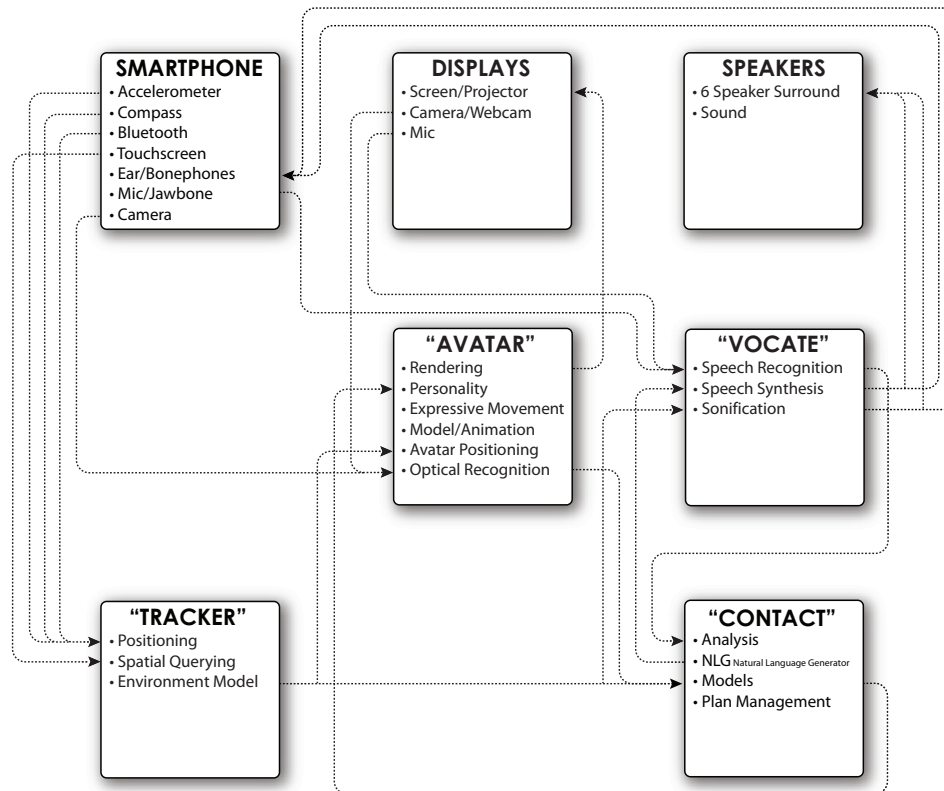 SMARTPHONE
• Accelerometer
• Compass
• Bluetooth
• Touchscreen
• Ear/Bonephones
• Mic/Jawbone
• Camera
DISPLAYS
• Screen/Projector
• Camera/Webcam
• Mic
SPEAKERS
• 6 Speaker Surround
• Sound
“AVATAR”
• Rendering
• Personality
• Expressive Movement
• Model/Animation
• Avatar Positioning
• Optical Recognition
“VOCATE”
• Speech Recognition
• Speech Synthesis
• Sonification
“TRACKER”
• Positioning
• Spatial Querying
• Environment Model
“CONTACT”
• Analysis
• NLG Natural Language Generator
• Models
• Plan Management